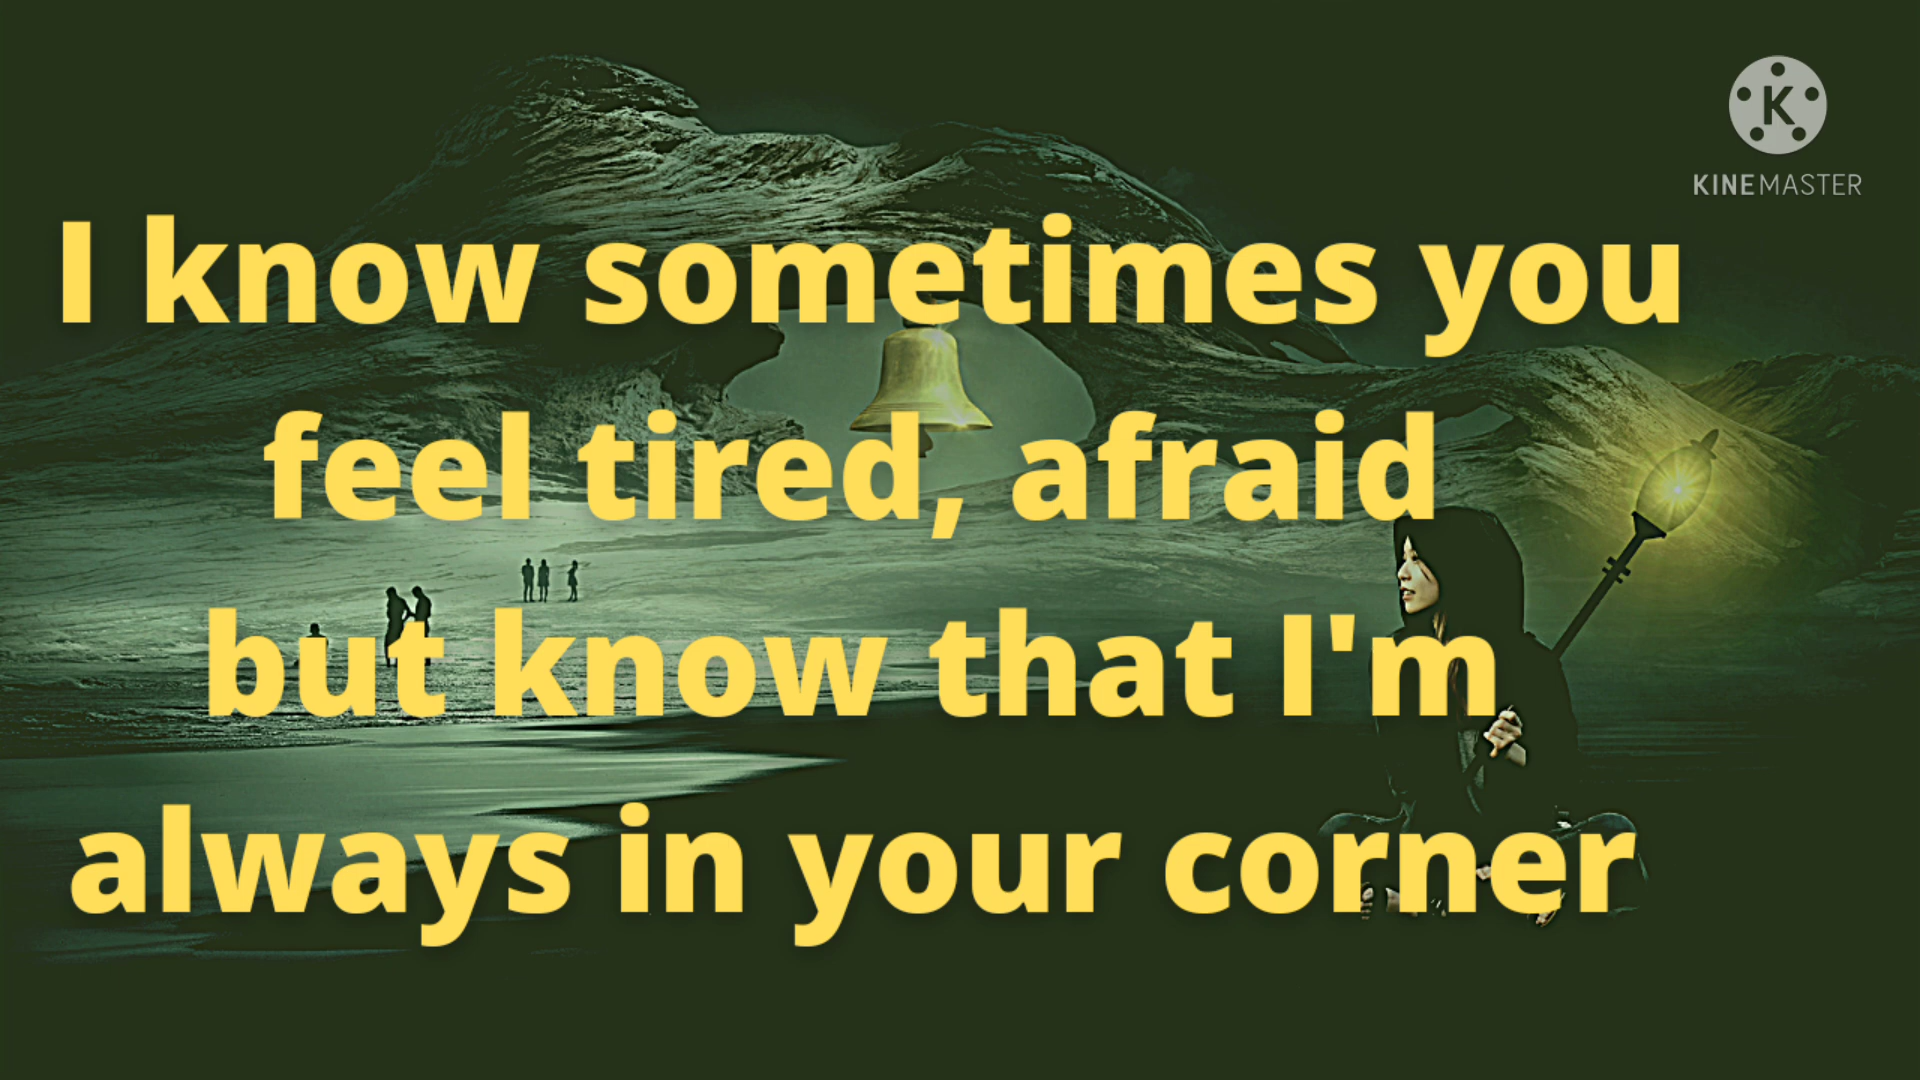 K
KINEMASTER
I know sometimes you
feel tired, afraid
but know that I'm
always in your corner